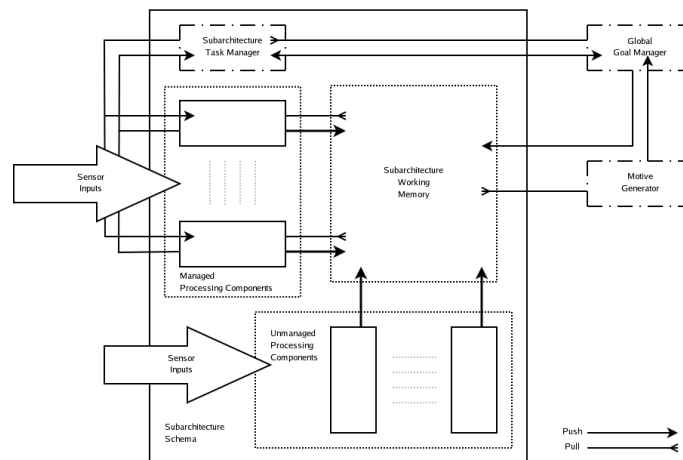 Subarchitecture
Task Manager
Global
Goal Manager
Subarchitecture
Working
Memory
Sensor
Inputs
Motive
Generator
Managed
Processing Components
Unmanaged
Processing
Components
Sensor
Inputs
Subarchitecture
Schema
Push
Pull